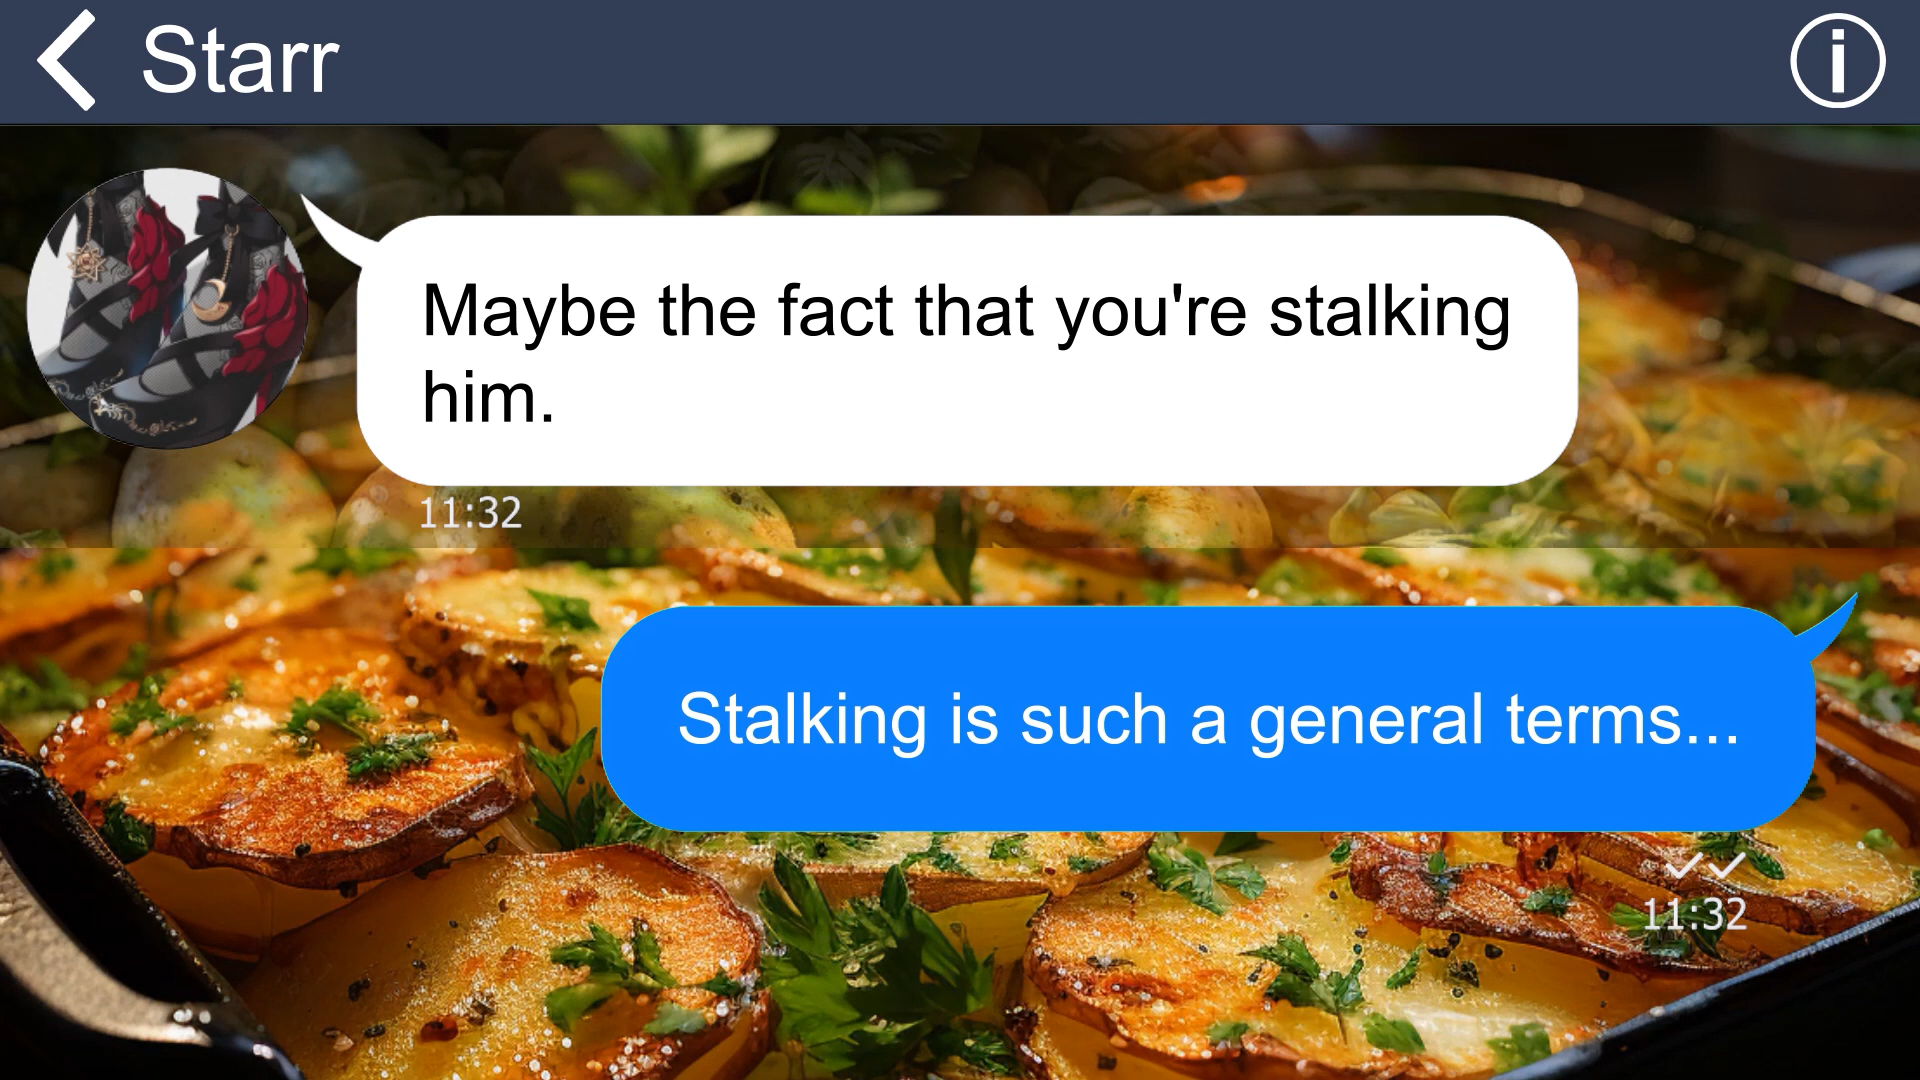 Starr
Maybe the fact that you're stalking
him.
11:32
Stalking is such a general terms...
11:32